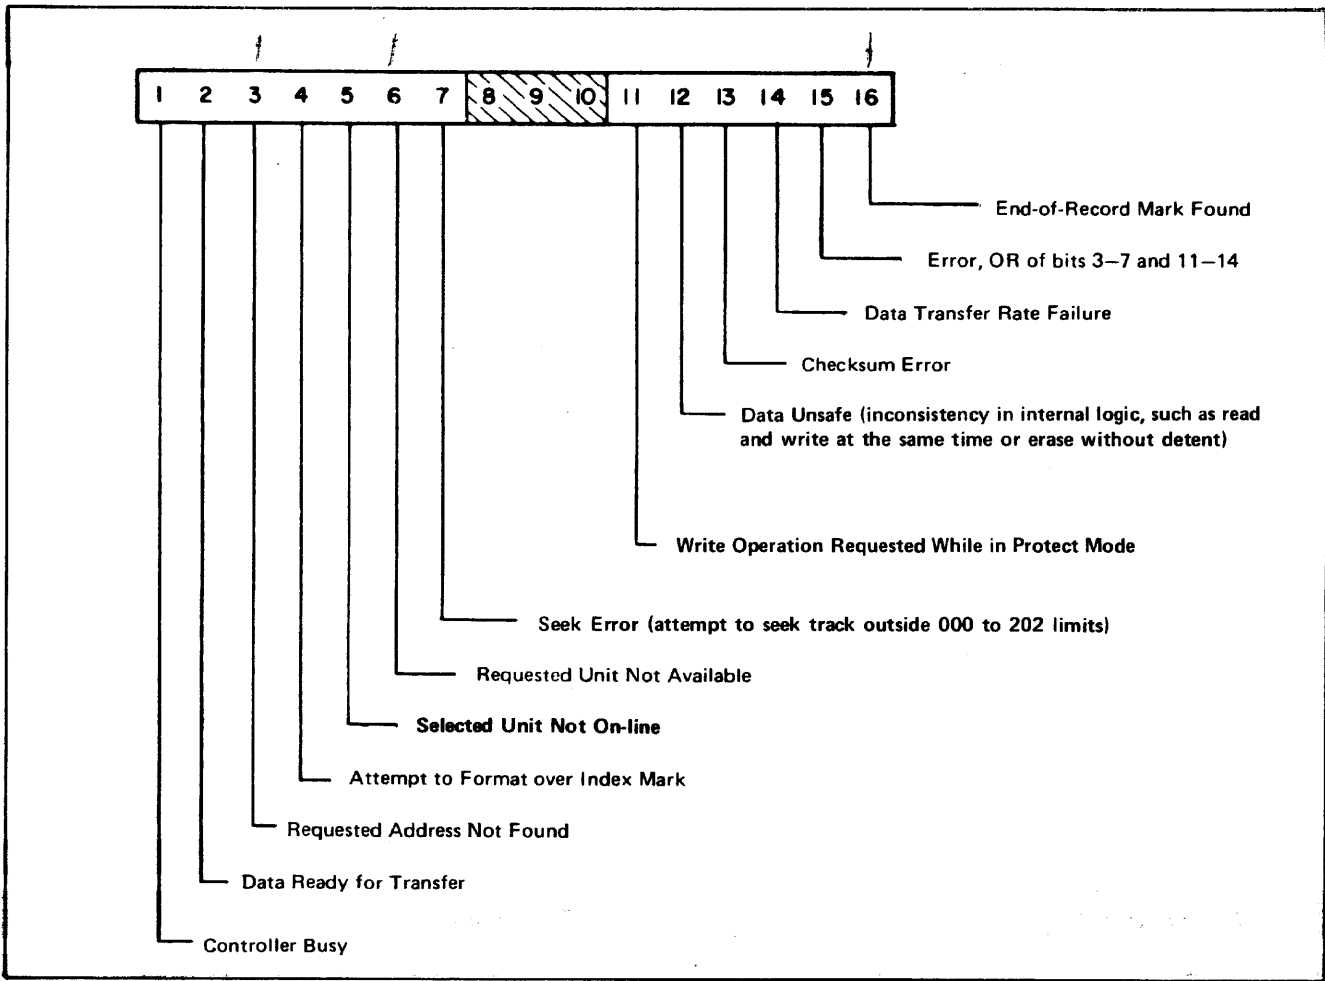 1 2 3 4 5 6 7 8 9 10 11 12 13 14 15 16
End-of-Record Mark Found
Error, OR of bits 3–7 and 11–14
Data Transfer Rate Failure
Checksum Error
Data Unsafe (inconsistency in internal logic, such as read
and write at the same time or erase without detent)
Write Operation Requested While in Protect Mode
Seek Error (attempt to seek track outside 000 to 202 limits)
Requested Unit Not Available
Selected Unit Not On-line
Attempt to Format over Index Mark
Requested Address Not Found
Data Ready for Transfer
Controller Busy